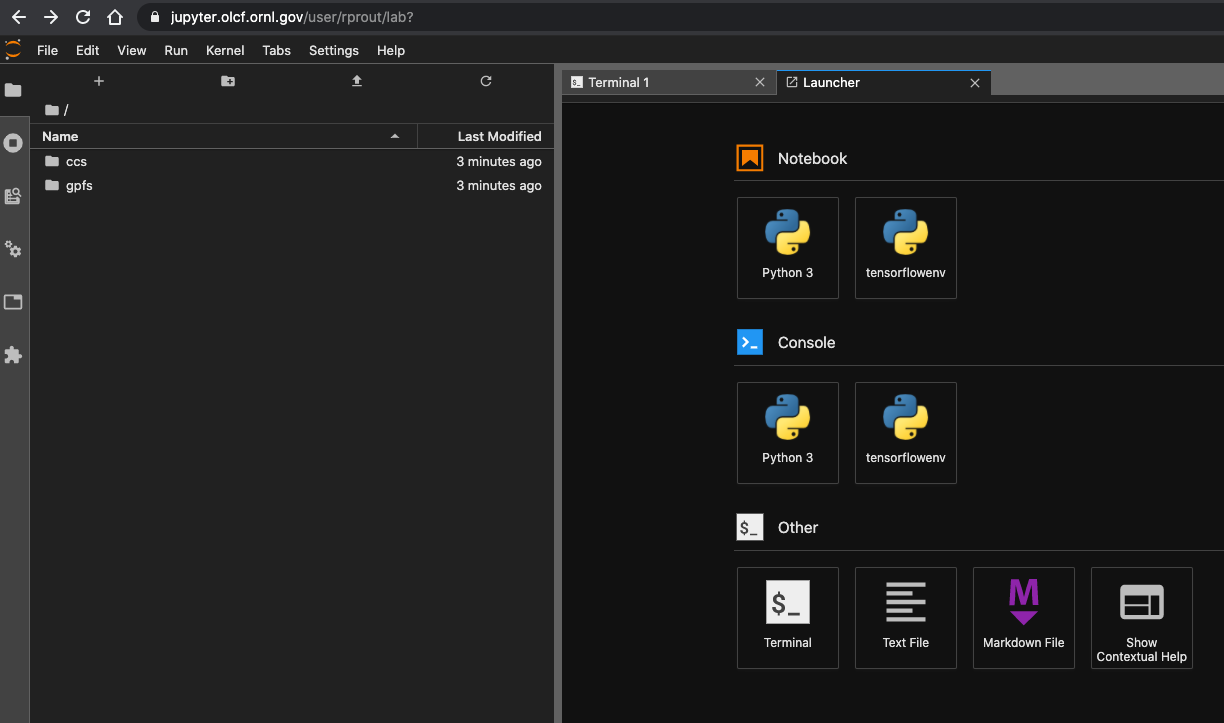 jupyter.olcf.ornl.gov/user/rprout/lab?
File Edit View Run Kernel Tabs Settings Help
Terminal 1
Launcher
/
Name Last Modified
ccs 3 minutes ago
gpfs 3 minutes ago
Notebook
Python 3
tensorflowenv
Console
Python 3
tensorflowenv
$_ Other
$_
Terminal
Text File
M
Markdown File
Show
Contextual Help